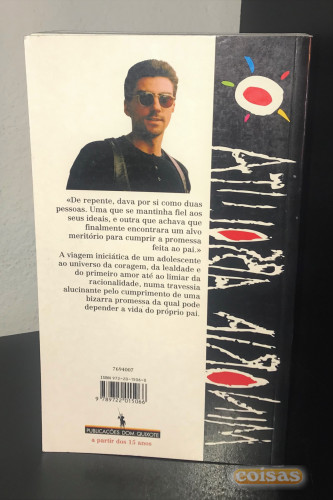 «De repente, dava por si como duas
pessoas. Uma que se mantinha fiel aos
seus ideais, e outra que achava que
finalmente encontrara um alvo
meritório para cumprir a promessa
feita ao pai.»
A viagem iniciática de um adolescente
ao universo da coragem, da lealdade e
do primeiro amor até ao limiar da
racionalidade, numa travessia
alucinante pelo cumprimento de uma
bizarra promessa da qual pode
depender a vida do próprio pai.
7694007
PUBLICAÇÕES DOM QUIXOTE
a partir dos 15 anos
coisas